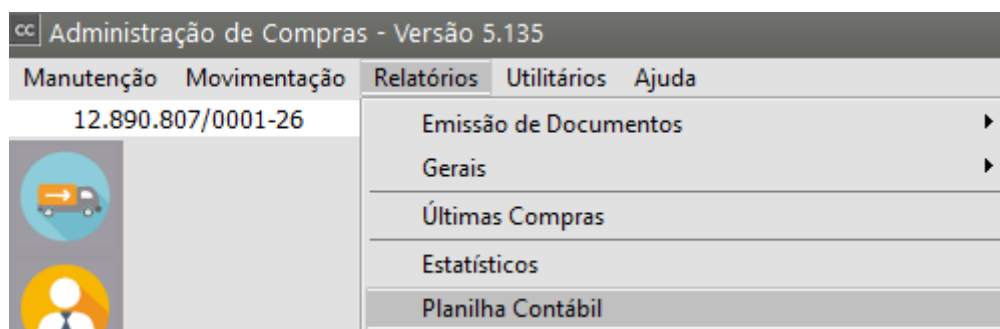 cc Administração de Compras - Versão 5.135
Manutenção Movimentação Relatórios Utilitários Ajuda
12.890.807/0001-26
Emissão de Documentos
Gerais
Últimas Compras
Estatísticos
Planilha Contábil